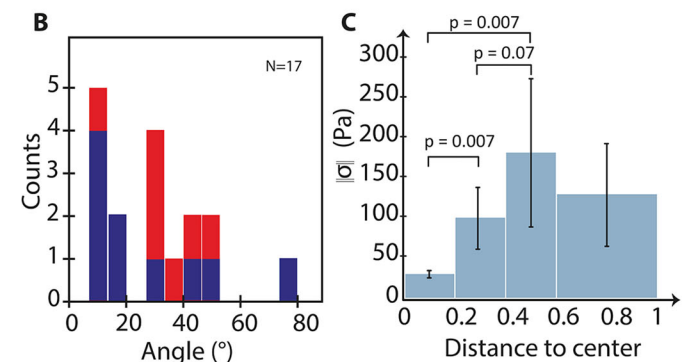 B
N=17
5
4
3
2
1
0
Counts
0 20 40 60 80
Angle (°)
C
p = 0.007
p = 0.07
p = 0.007
300
250
200
150
100
50
0
‖σ‖ (Pa)
0 0.2 0.4 0.6 0.8 1
Distance to center